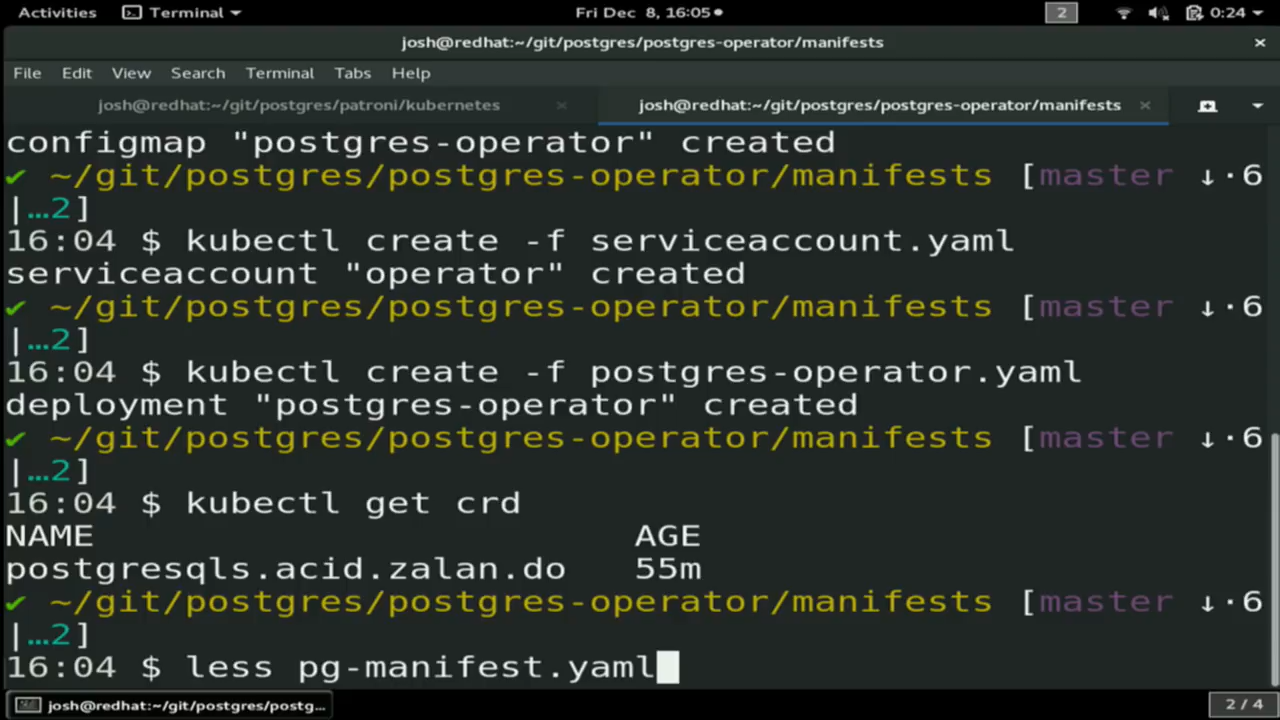 Activities Terminal Fri Dec 8, 16:05 2 0:24
josh@redhat:~/git/postgres/postgres-operator/manifests ×
File Edit View Search Terminal Tabs Help
josh@redhat:~/git/postgres/patroni/kubernetes × josh@redhat:~/git/postgres/postgres-operator/manifests ×
configmap "postgres-operator" created
✔ ~/git/postgres/postgres-operator/manifests [master ↓·6
|…2]
16:04 $ kubectl create -f serviceaccount.yaml
serviceaccount "operator" created
✔ ~/git/postgres/postgres-operator/manifests [master ↓·6
|…2]
16:04 $ kubectl create -f postgres-operator.yaml
deployment "postgres-operator" created
✔ ~/git/postgres/postgres-operator/manifests [master ↓·6
|…2]
16:04 $ kubectl get crd
NAME AGE
postgresqls.acid.zalan.do 55m
✔ ~/git/postgres/postgres-operator/manifests [master ↓·6
|…2]
16:04 $ less pg-manifest.yaml
josh@redhat:~/git/postgres/postg... 2 / 4